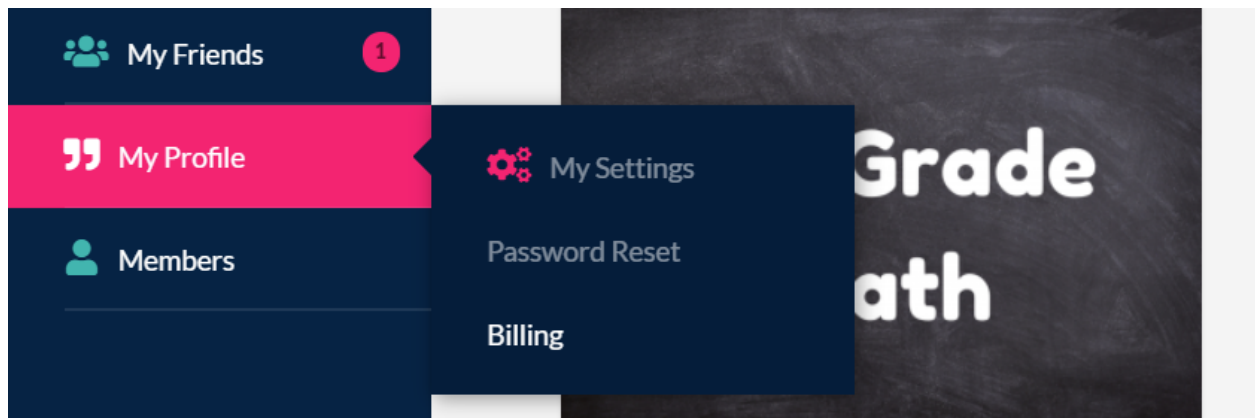 My Friends
1
My Profile
Members
My Settings
Password Reset
Billing
Grade
ath